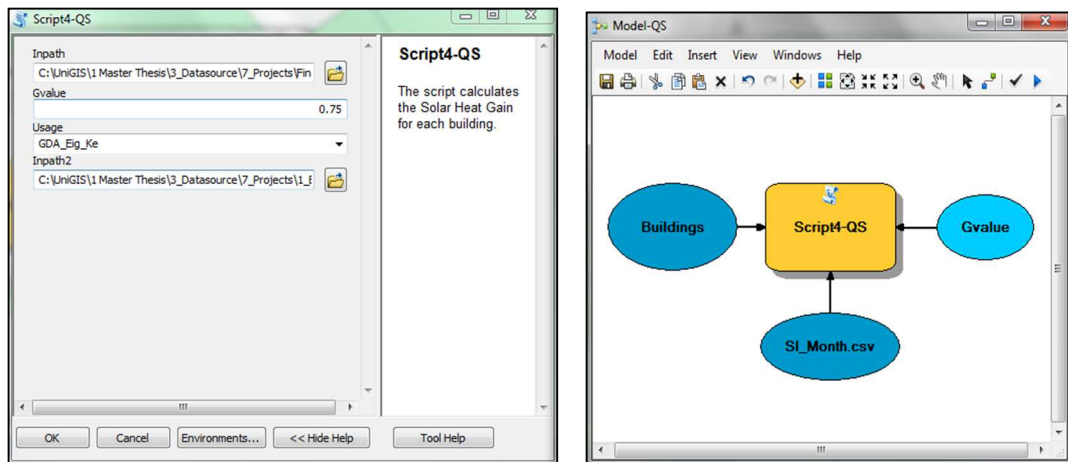 Script4-QS
Inpath
C:\UniGIS\1 Master Thesis\3_Datasource\7_Projects\Fin
Gvalue
0.75
Usage
GDA_Eig_Ke
Inpath2
C:\UniGIS\1 Master Thesis\3_Datasource\7_Projects\1_E
OK
Cancel
Environments...
<< Hide Help
Tool Help
Script4-QS
The script calculates
the Solar Heat Gain
for each building.
Model-QS
Model Edit Insert View Windows Help
Buildings
Script4-QS
Gvalue
SI_Month.csv